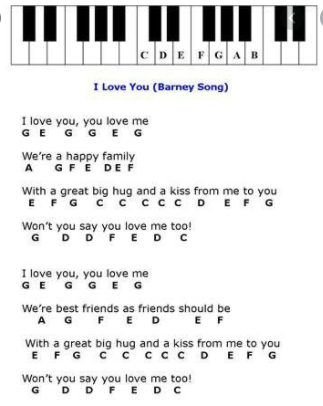 C D E F G A B
I Love You (Barney Song)
I love you, you love me
G E G G E G
We're a happy family
A G F E D E F
With a great big hug and a kiss from me to you
E F G C C C C C D E F G
Won't you say you love me too!
G D D F E D C
I love you, you love me
G E G G E G
We're best friends as friends should be
A G F E D E F
With a great big hug and a kiss from me to you
E F G C C C C C D E F G
Won't you say you love me too!
G D D F E D C